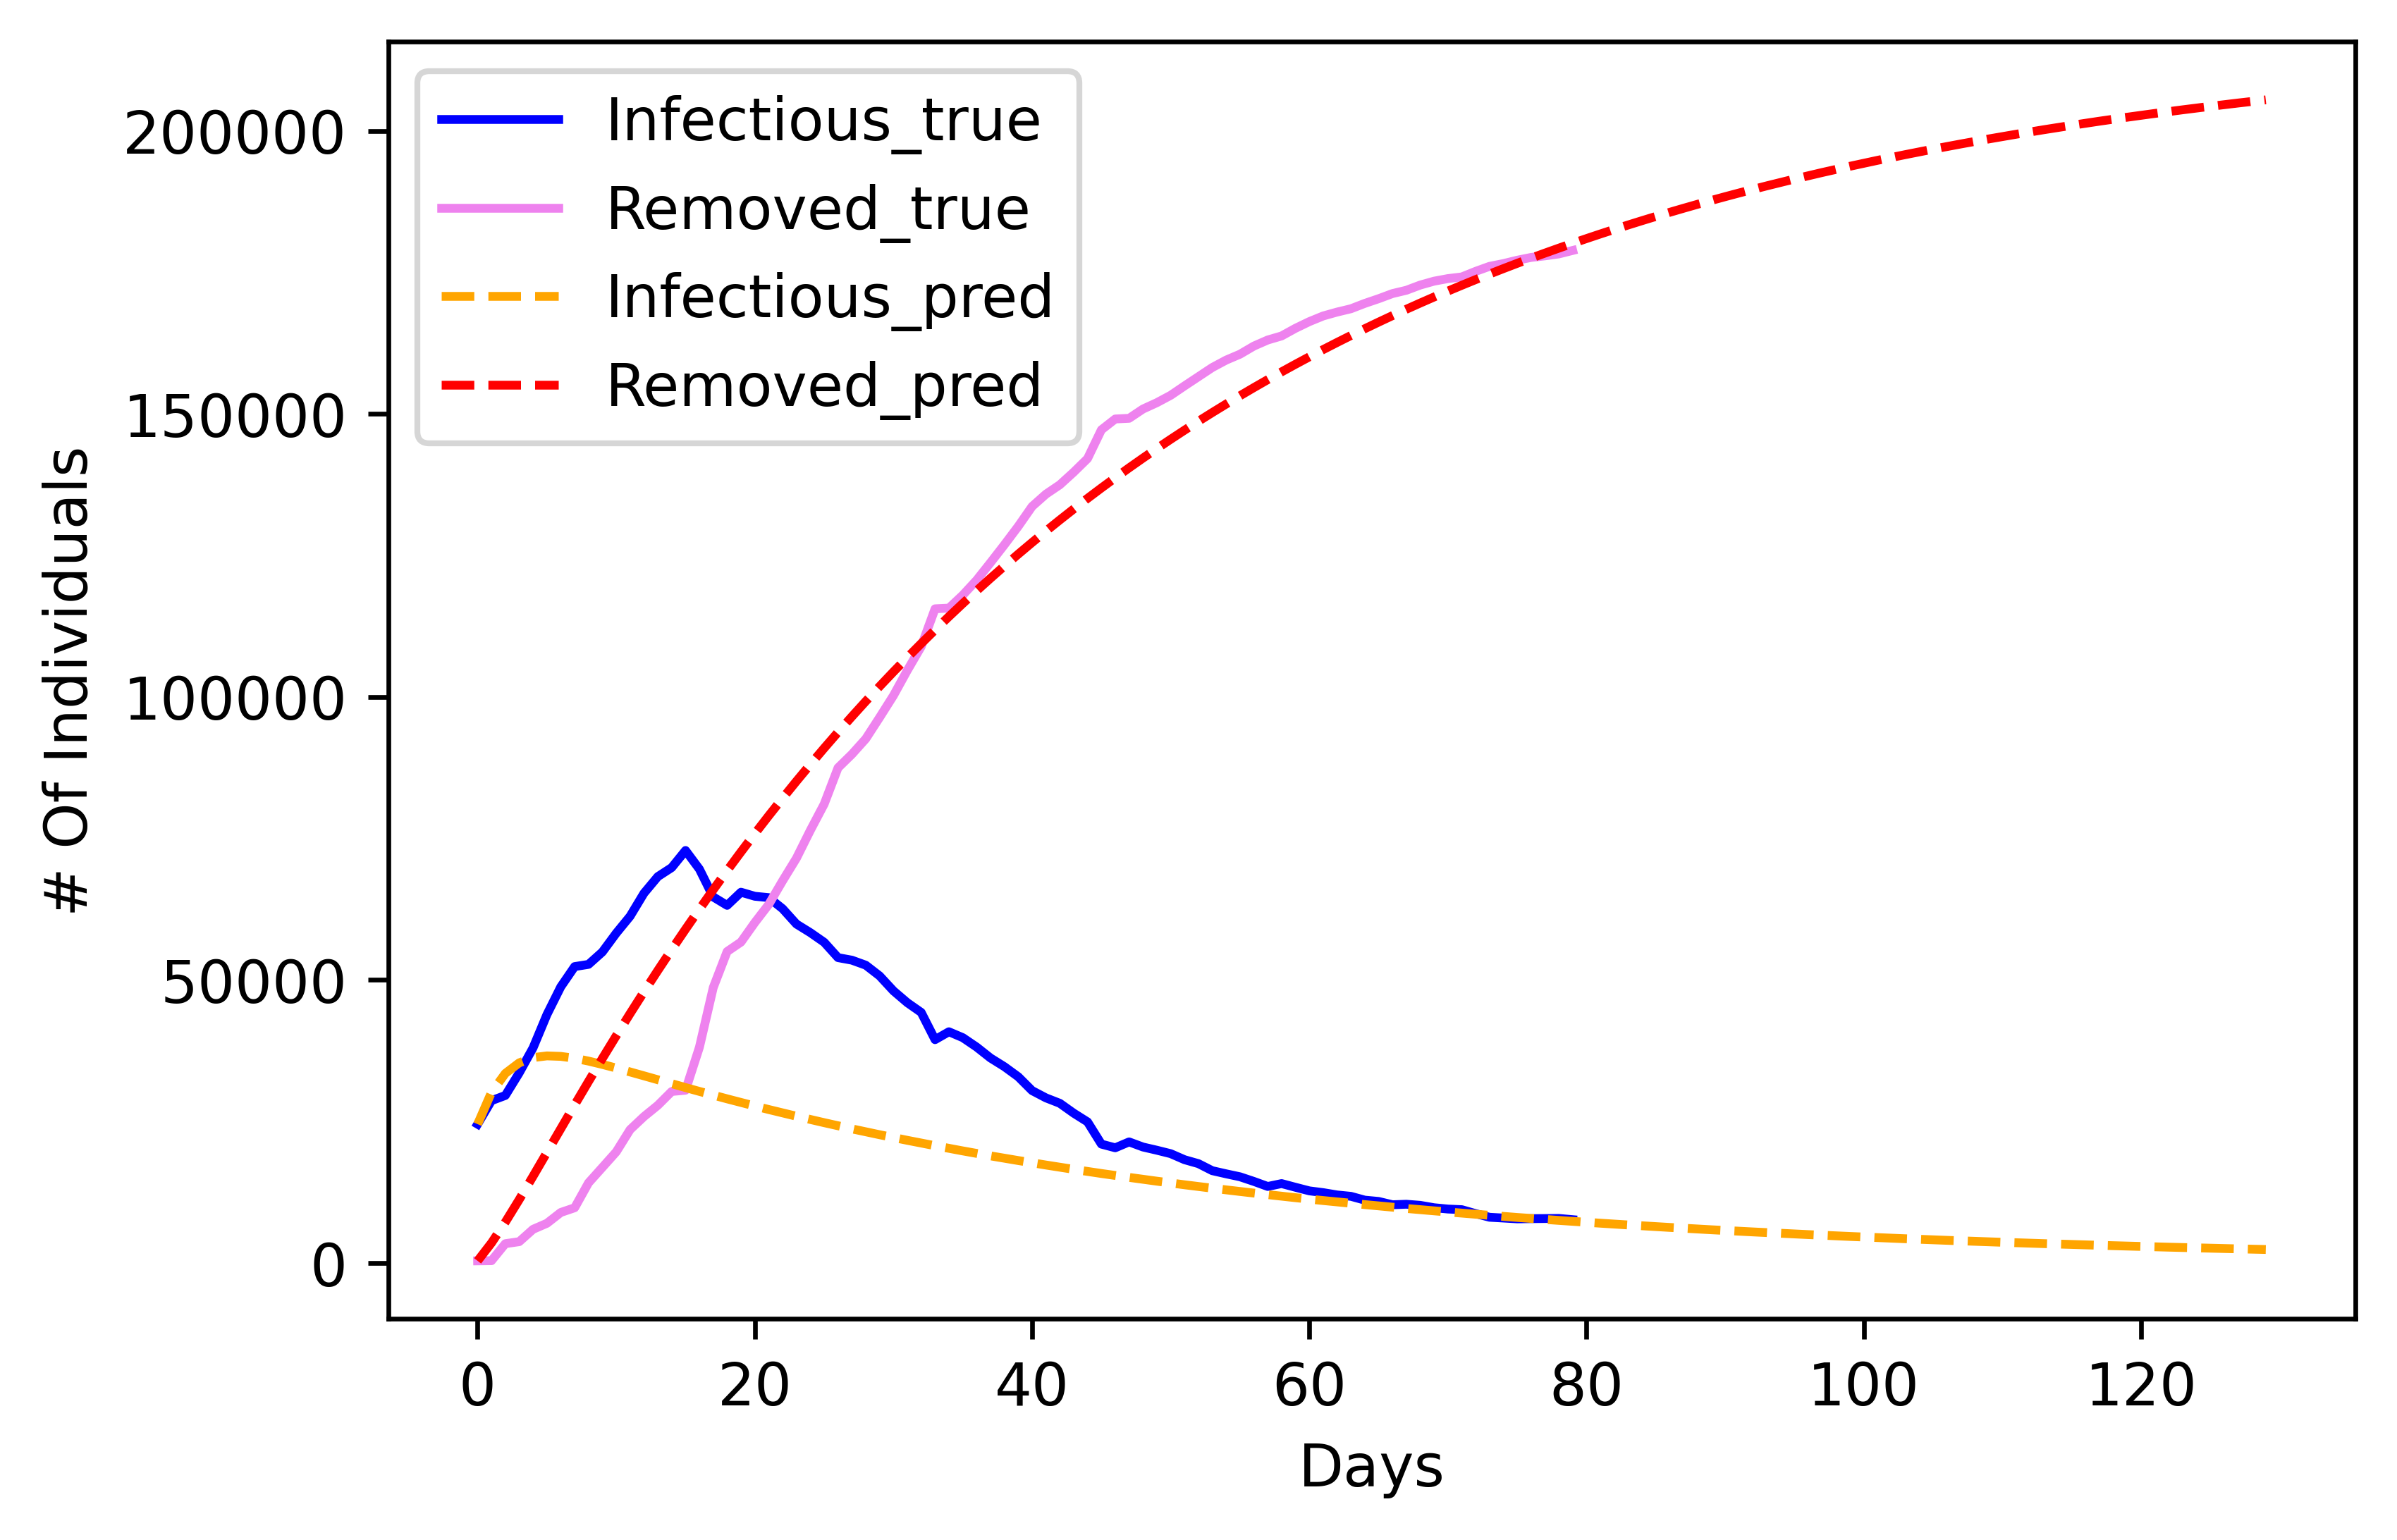 Infectious_true
Removed_true
Infectious_pred
Removed_pred
200000
150000
100000
50000
0
# Of Individuals
0 20 40 60 80 100 120
Days